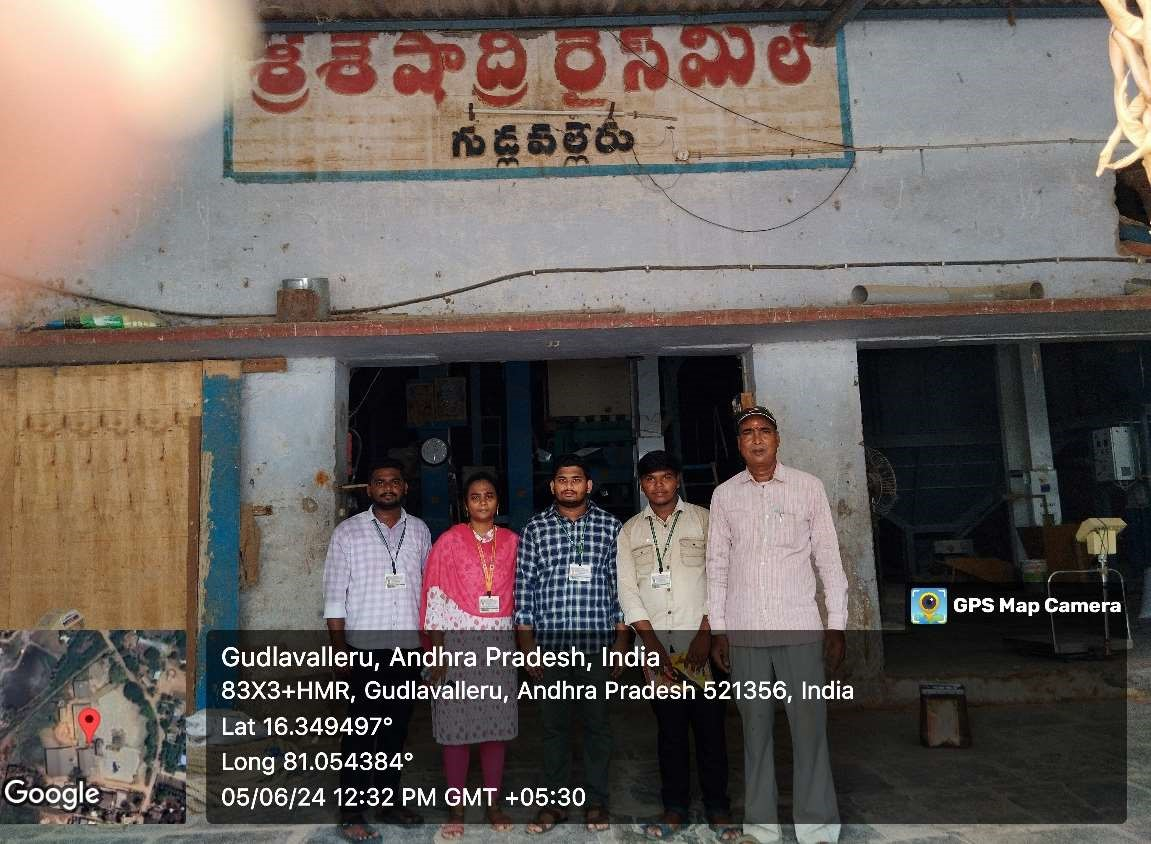 శ్రీ శేషాద్రి రైస్ మిల్
గుడ్లవల్లేరు
GPS Map Camera
Gudlavalleru, Andhra Pradesh, India
83X3+HMR, Gudlavalleru, Andhra Pradesh 521356, India
Lat 16.349497°
Long 81.054384°
05/06/24 12:32 PM GMT +05:30
Google